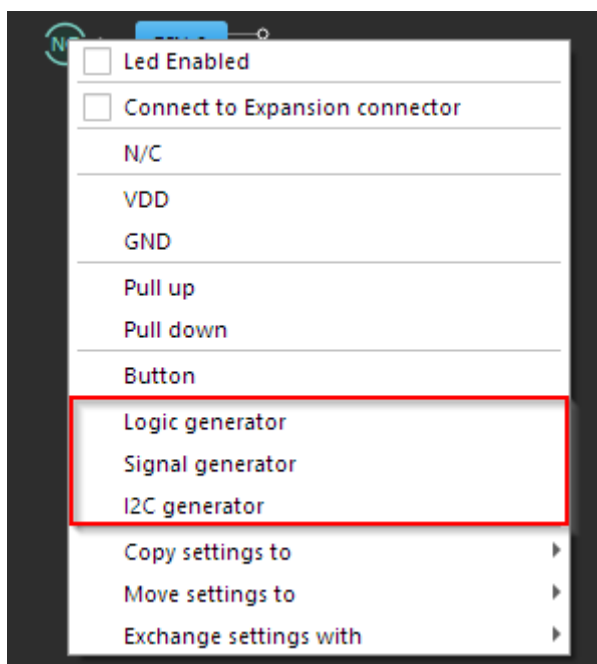 Led Enabled
Connect to Expansion connector
N/C
VDD
GND
Pull up
Pull down
Button
Logic generator
Signal generator
I2C generator
Copy settings to
Move settings to
Exchange settings with